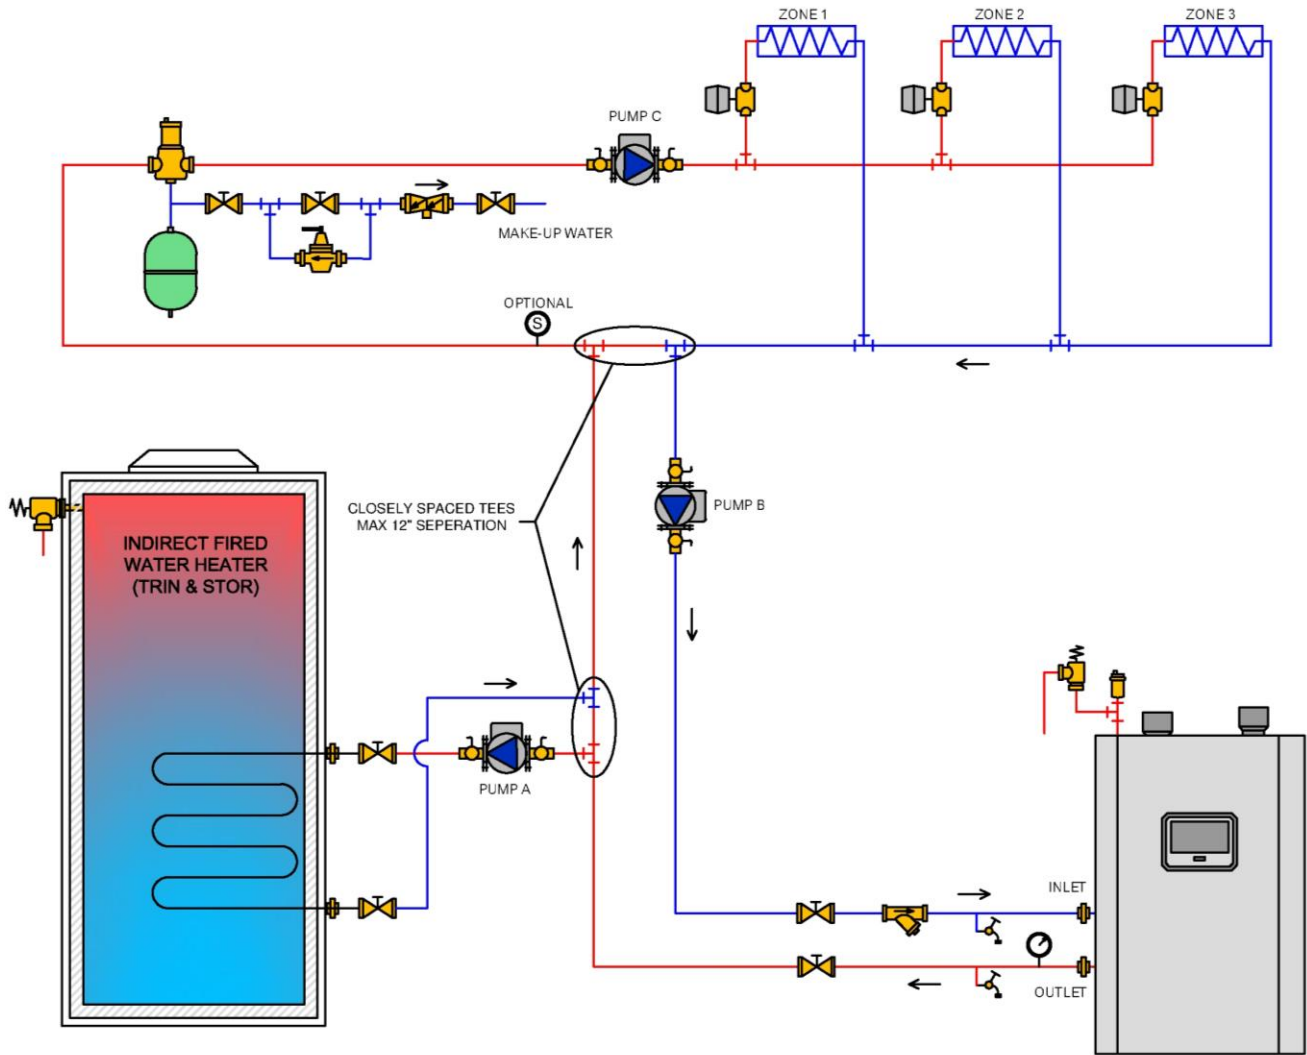 ZONE 1
ZONE 2
ZONE 3
PUMP C
MAKE-UP WATER
OPTIONAL
S
CLOSELY SPACED TEES
MAX 12" SEPERATION
PUMP B
INDIRECT FIRED
WATER HEATER
(TRIN & STOR)
PUMP A
INLET
OUTLET